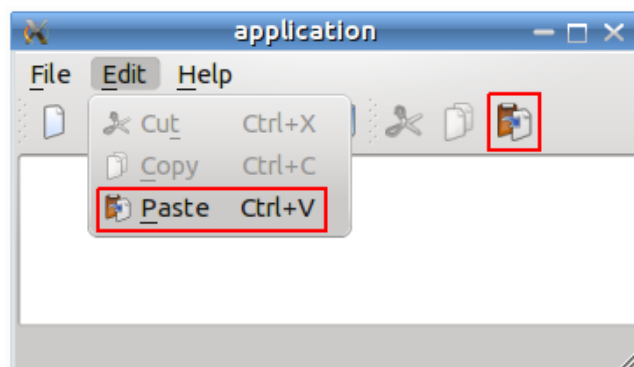 application
File Edit Help
Cut Ctrl+X
Copy Ctrl+C
Paste Ctrl+V